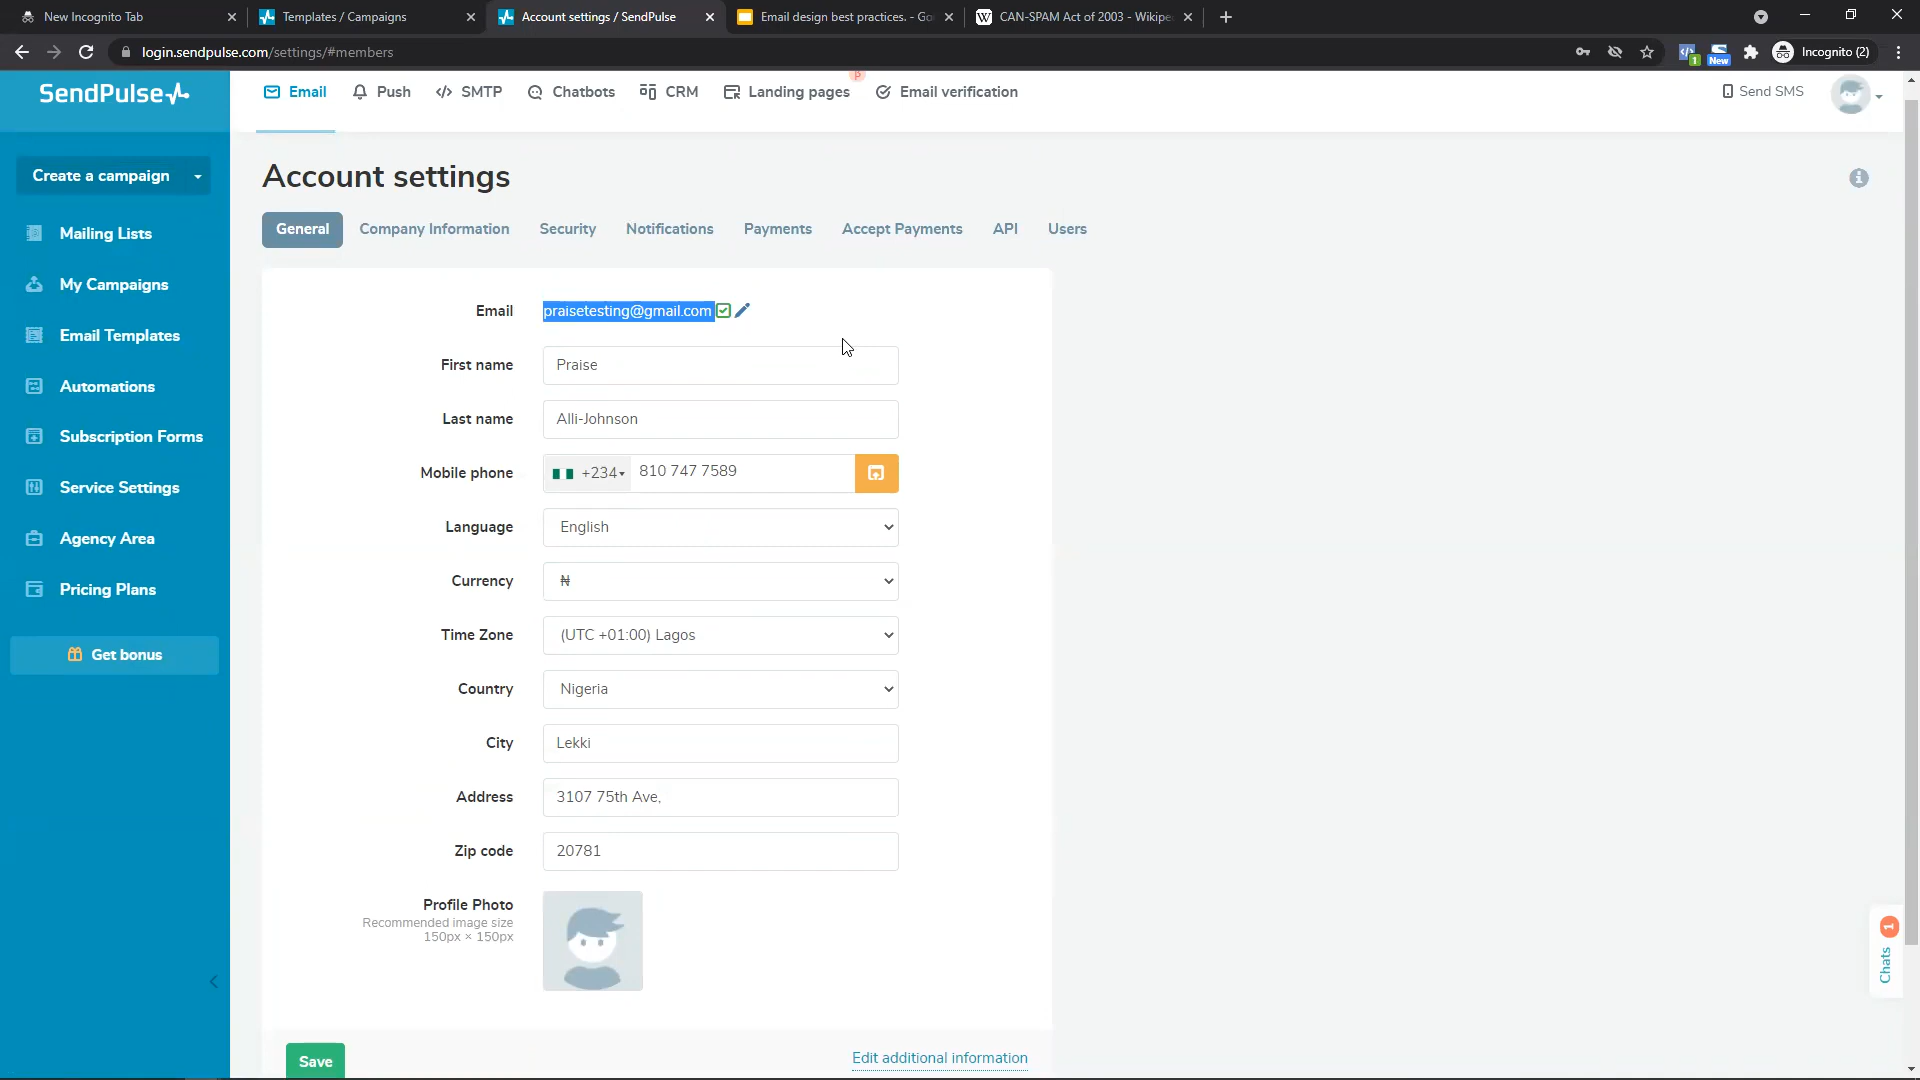 New Incognito Tab
Templates / Campaigns
Account settings / SendPulse
Email design best practices. - Go
CAN-SPAM Act of 2003 - Wikipe
login.sendpulse.com/settings/#members
1
New
Incognito (2)
SendPulse
Email
Push
SMTP
Chatbots
CRM
Landing pages
β
Email verification
Send SMS
Create a campaign
Mailing Lists
My Campaigns
Email Templates
Automations
Subscription Forms
Service Settings
Agency Area
Pricing Plans
Get bonus
Account settings
General
Company Information
Security
Notifications
Payments
Accept Payments
API
Users
Email praisetesting@gmail.com
First name Praise
Last name Alli-Johnson
Mobile phone +234 810 747 7589
Language English
Currency ₦
Time Zone (UTC +01:00) Lagos
Country Nigeria
City Lekki
Address 3107 75th Ave,
Zip code 20781
Profile Photo
Recommended image size
150px × 150px
Save
Edit additional information
Chats 1